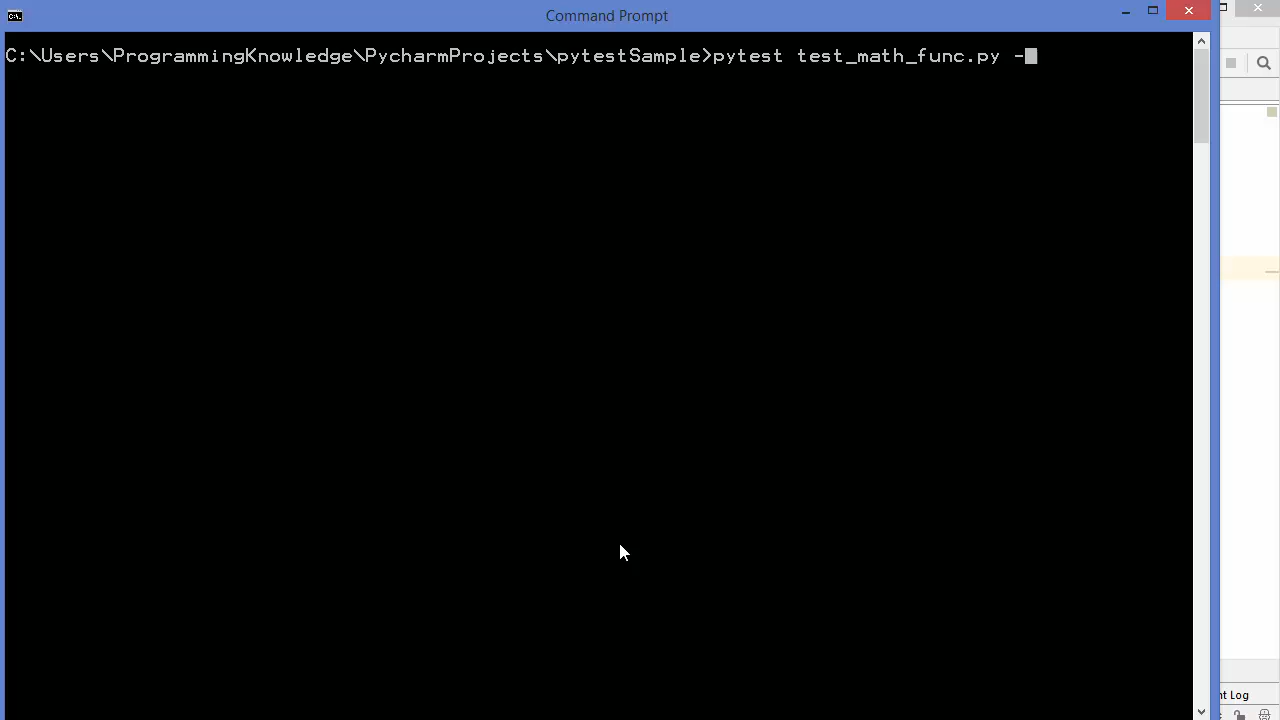 Command Prompt
C:\Users\ProgrammingKnowledge\PycharmProjects\pytestSample>pytest test_math_func.py -
nt Log